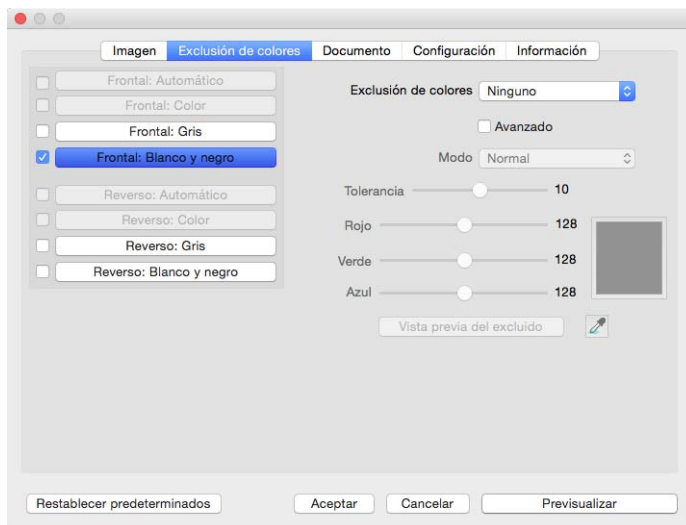 Imagen Exclusión de colores Documento Configuración Información
Frontal: Automático
Frontal: Color
Frontal: Gris
Frontal: Blanco y negro
Reverso: Automático
Reverso: Color
Reverso: Gris
Reverso: Blanco y negro
Exclusión de colores Ninguno
Avanzado
Modo Normal
Tolerancia 10
Rojo 128
Verde 128
Azul 128
Vista previa del excluido
Restablecer predeterminados Aceptar Cancelar Previsualizar